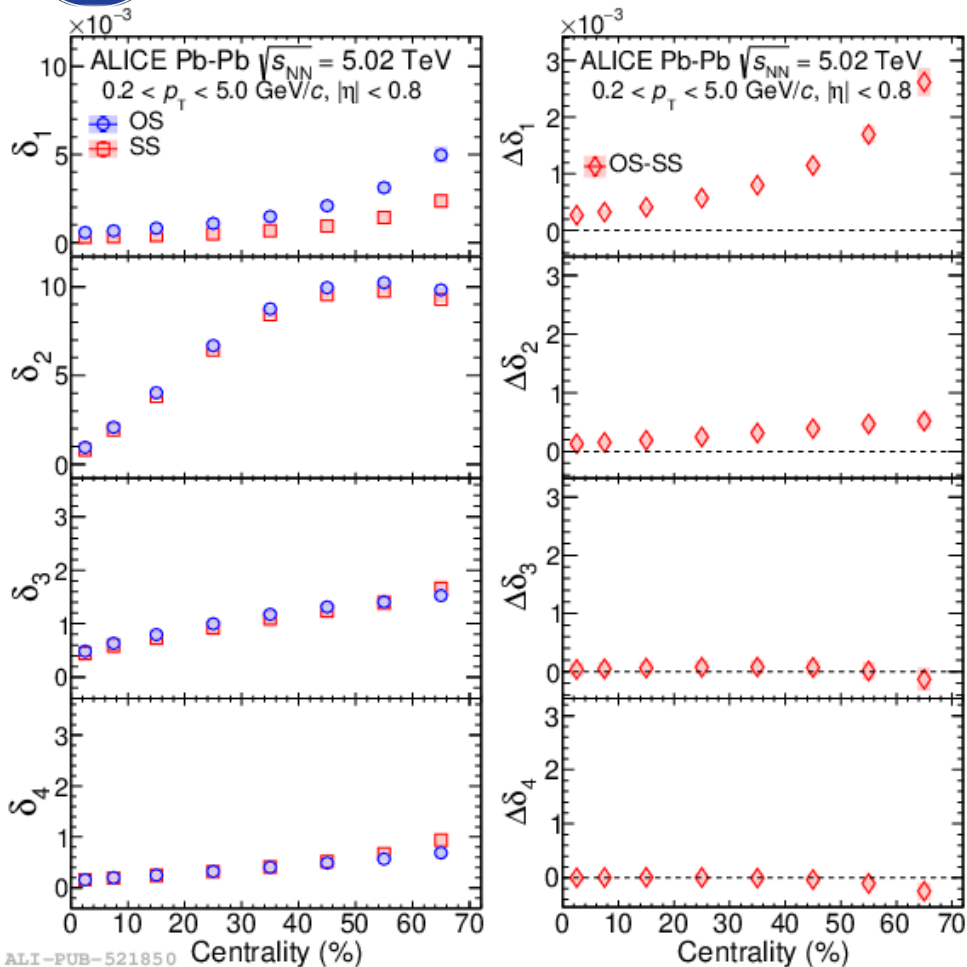 ×10⁻³
ALICE Pb-Pb √sNN = 5.02 TeV
0.2 < pT < 5.0 GeV/c, |η| < 0.8
OS
SS
δ1
10
5
0
δ2
10
5
0
δ3
3
2
1
0
δ4
3
2
1
0
0 10 20 30 40 50 60 70
Centrality (%)
×10⁻³
ALICE Pb-Pb √sNN = 5.02 TeV
0.2 < pT < 5.0 GeV/c, |η| < 0.8
OS-SS
Δδ1
3
2
1
0
Δδ2
3
2
1
0
Δδ3
3
2
1
0
Δδ4
3
2
1
0
0 10 20 30 40 50 60 70
Centrality (%)
ALI-PUB-521850